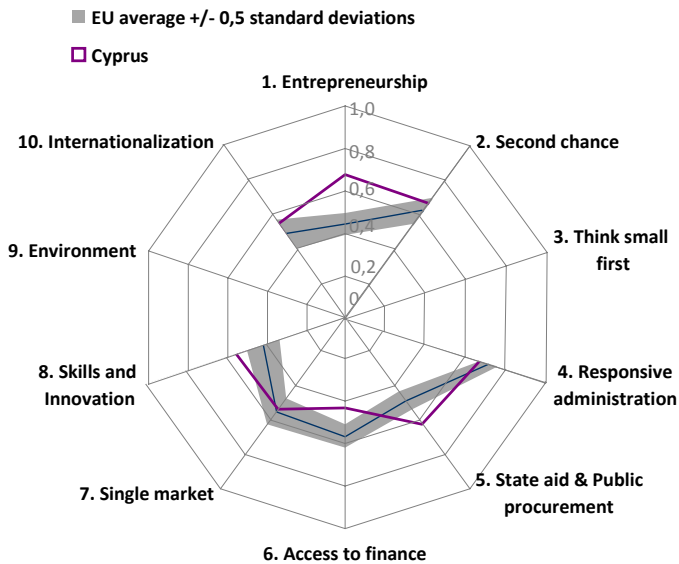 EU average +/- 0,5 standard deviations
Cyprus
1. Entrepreneurship
1,0
10. Internationalization
2. Second chance
0,8
0,6
9. Environment
3. Think small
first
0,4
0,2
0
8. Skills and
Innovation
4. Responsive
administration
7. Single market
5. State aid & Public
procurement
6. Access to finance